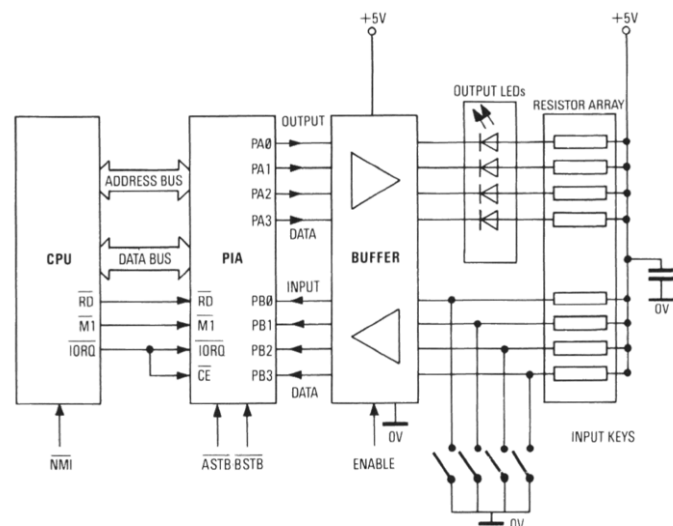 +5V
+5V
OUTPUT LEDs
RESISTOR ARRAY
OUTPUT
PA0
PA1
PA2
PA3
DATA
ADDRESS BUS
DATA BUS
CPU
PIA
BUFFER
INPUT
RD
RD
PB0
M1
M1
PB1
IORQ
IORQ
PB2
CE
PB3
DATA
0V
0V
INPUT KEYS
NMI
ASTB
BSTB
ENABLE
0V